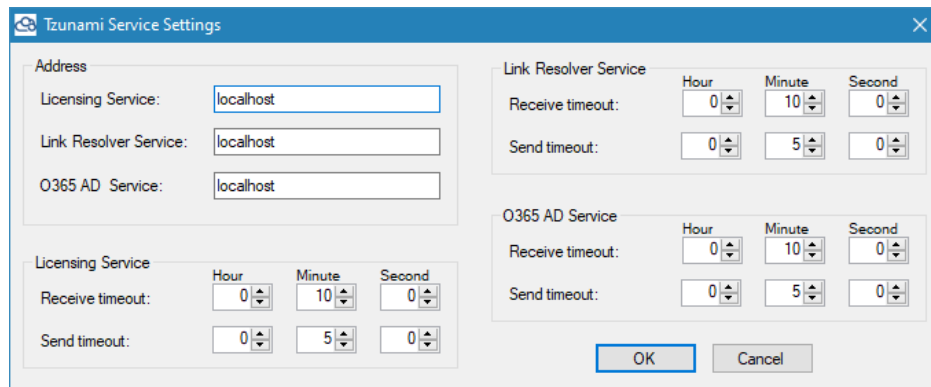 Tzunami Service Settings
Address
Licensing Service: localhost
Link Resolver Service: localhost
O365 AD Service: localhost
Licensing Service
Hour Minute Second
Receive timeout: 0 10 0
Send timeout: 0 5 0
Link Resolver Service
Hour Minute Second
Receive timeout: 0 10 0
Send timeout: 0 5 0
O365 AD Service
Hour Minute Second
Receive timeout: 0 10 0
Send timeout: 0 5 0
OK Cancel